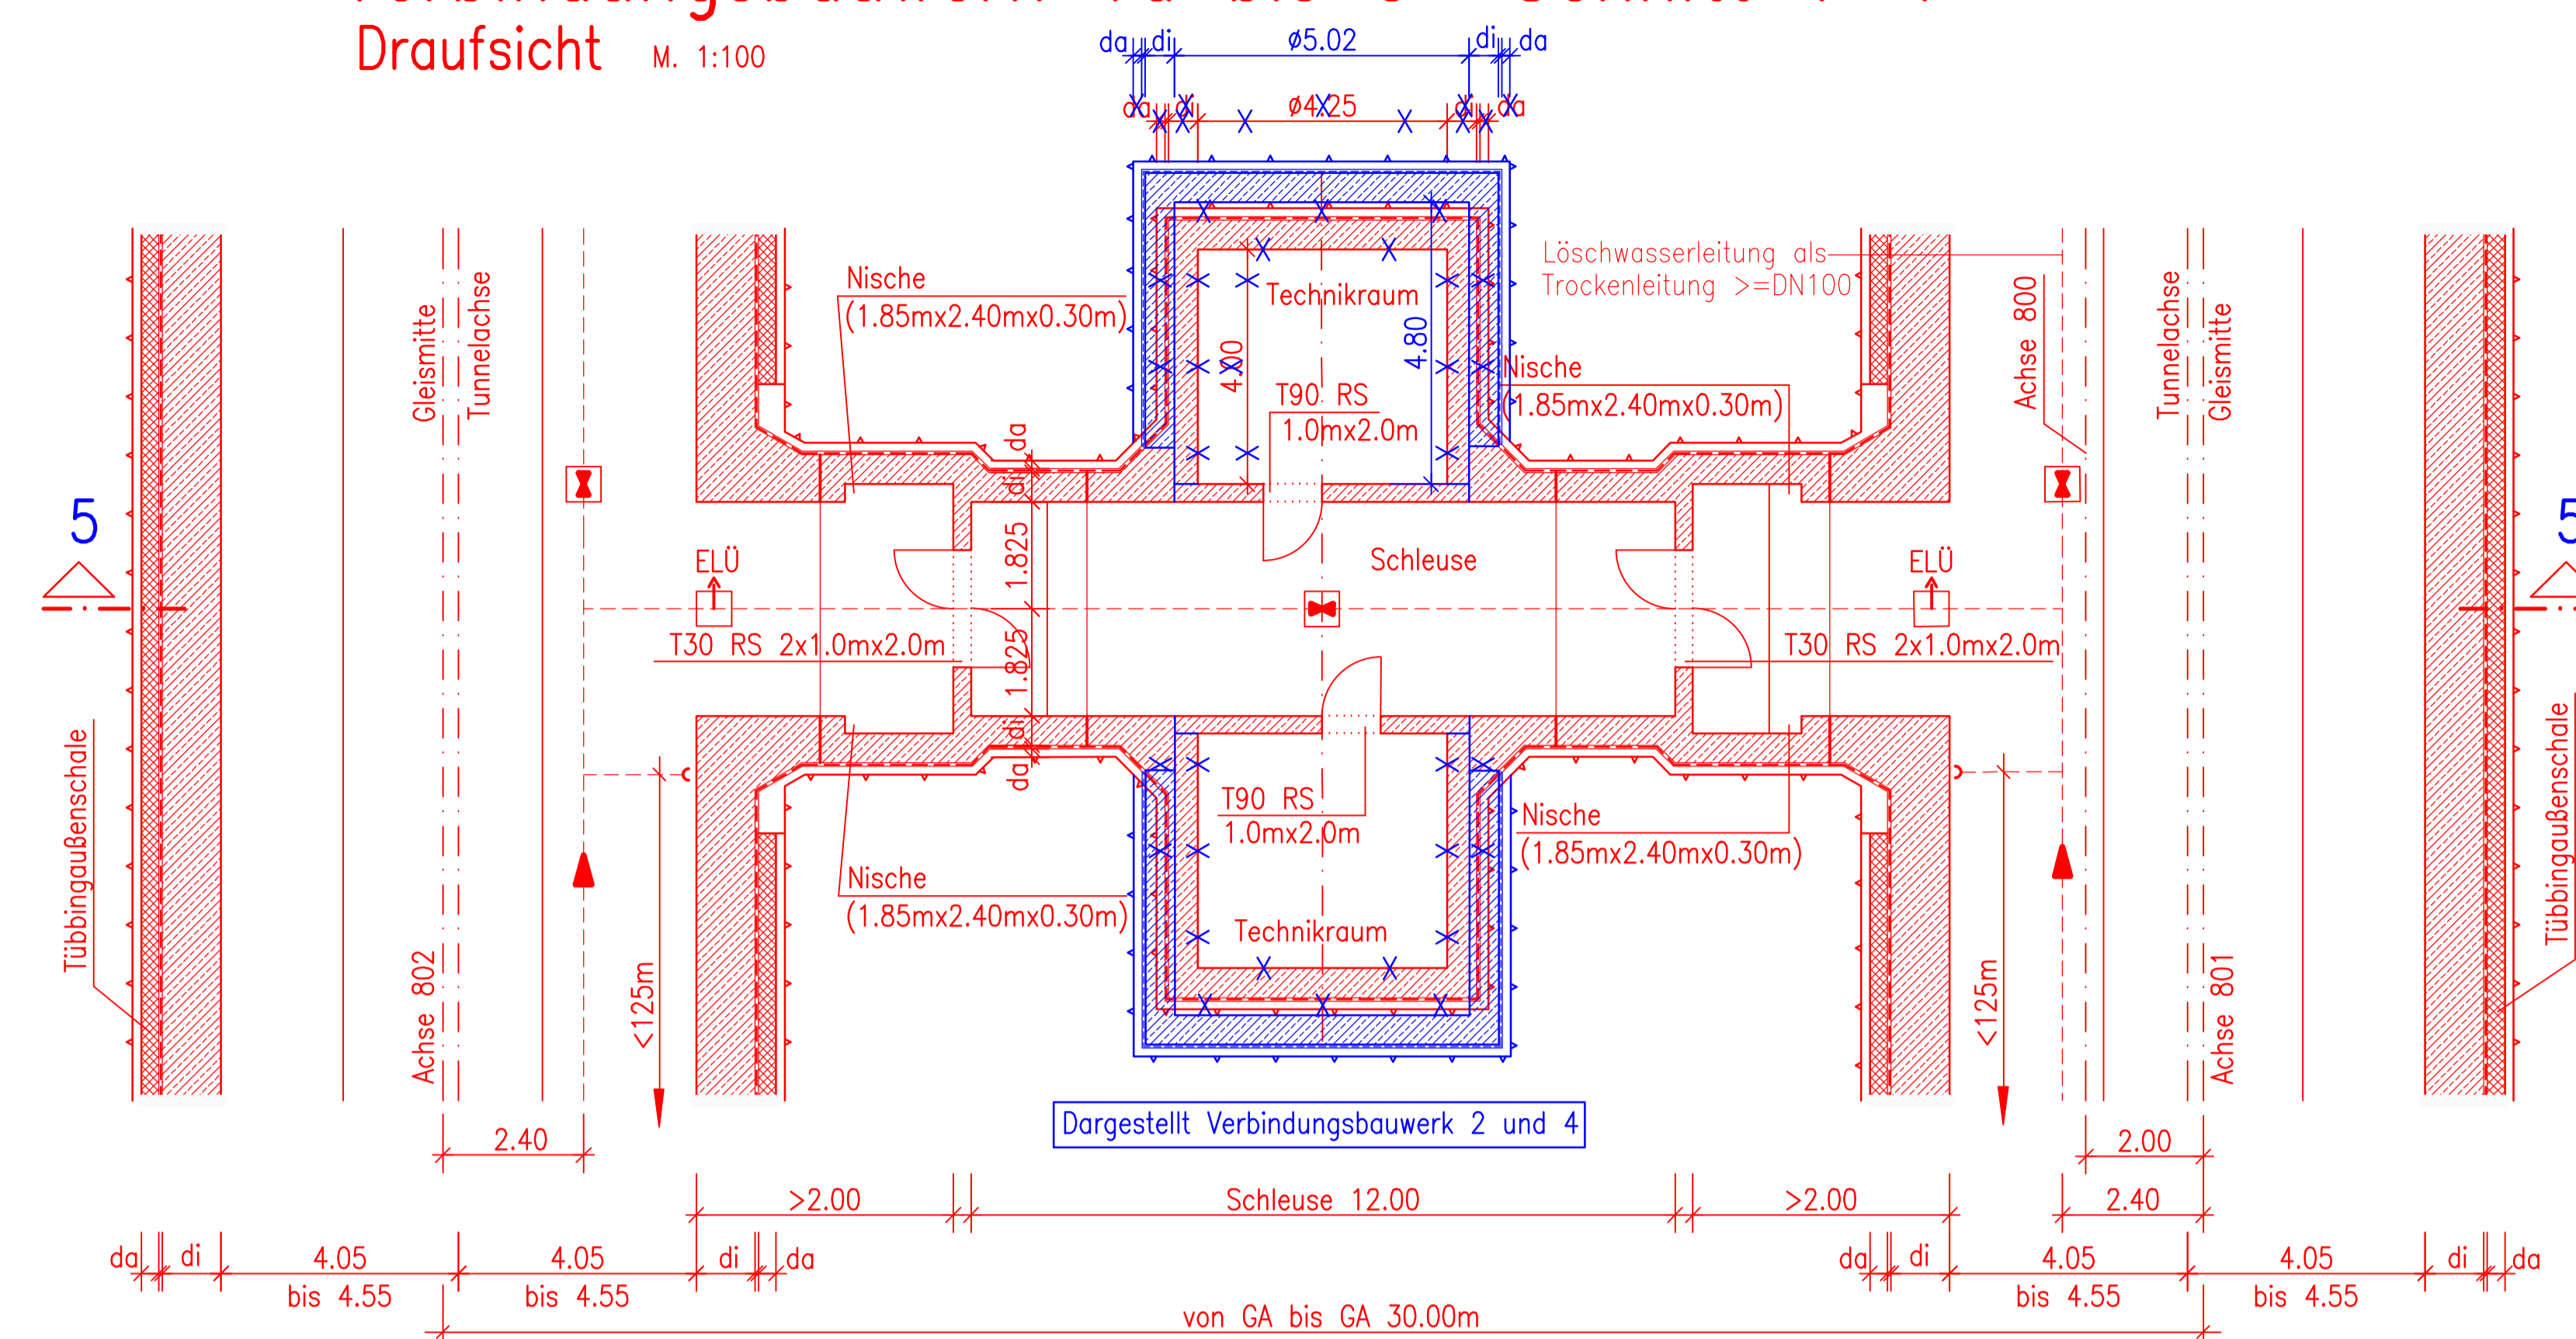 Draufsicht M. 1:100
da di ø5.02 di da
da di ø4.25 di da
Nische
(1.85mx2.40mx0.30m)
Technikraum
4.00
4.80
T90 RS
1.0mx2.0m
Löschwasserleitung als
Trockenleitung >=DN100
Nische
(1.85mx2.40mx0.30m)
Gleismitte
Tunnelachse
Achse 800
Tunnelachse
Gleismitte
da
di
1.825
1.825
di
da
5
5
ELÜ
Schleuse
ELÜ
T30 RS 2x1.0mx2.0m
T30 RS 2x1.0mx2.0m
Tübbingaußenschale
Tübbingaußenschale
T90 RS
1.0mx2.0m
Nische
(1.85mx2.40mx0.30m)
Nische
(1.85mx2.40mx0.30m)
Technikraum
Achse 802
<125m
<125m
Achse 801
Dargestellt Verbindungsbauwerk 2 und 4
2.40
2.00
>2.00
Schleuse 12.00
>2.00
2.40
da di 4.05 4.05 di da
da di 4.05 4.05 di da
bis 4.55 bis 4.55
bis 4.55 bis 4.55
von GA bis GA 30.00m